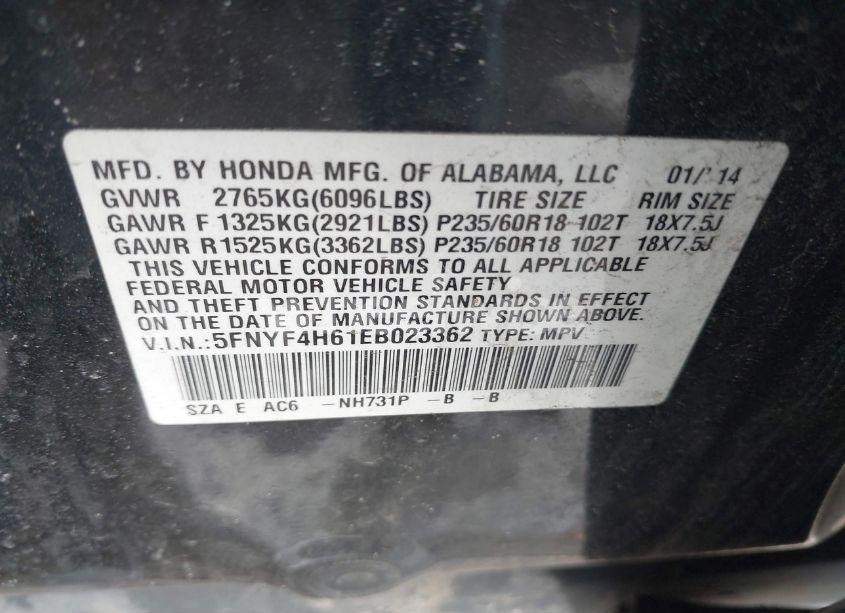 MFD. BY HONDA MFG. OF ALABAMA, LLC 01/'14
GVWR 2765KG(6096LBS) TIRE SIZE RIM SIZE
GAWR F 1325KG(2921LBS) P235/60R18 102T 18X7.5J
GAWR R1525KG(3362LBS) P235/60R18 102T 18X7.5J
THIS VEHICLE CONFORMS TO ALL APPLICABLE
FEDERAL MOTOR VEHICLE SAFETY
AND THEFT PREVENTION STANDARDS IN EFFECT
ON THE DATE OF MANUFACTURE SHOWN ABOVE.
V.I.N.:5FNYF4H61EB023362 TYPE: MPV
SZA E AC6 -NH731P -B -B